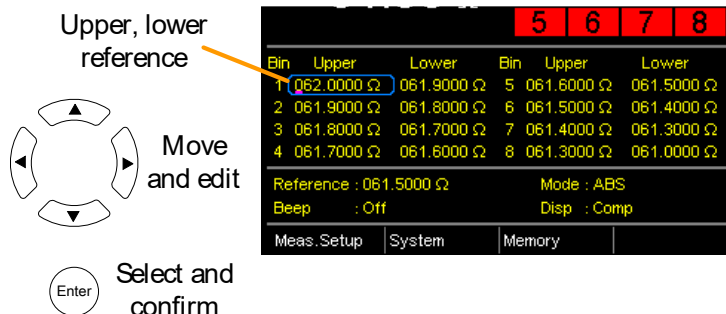 Upper, lower
reference
5 6 7 8
Bin Upper Lower Bin Upper Lower
1 062.0000 Ω 061.9000 Ω 5 061.6000 Ω 061.5000 Ω
2 061.9000 Ω 061.8000 Ω 6 061.5000 Ω 061.4000 Ω
3 061.8000 Ω 061.7000 Ω 7 061.4000 Ω 061.3000 Ω
4 061.7000 Ω 061.6000 Ω 8 061.3000 Ω 061.0000 Ω
Move
and edit
Reference : 061.5000 Ω Mode : ABS
Beep : Off Disp : Comp
Meas.Setup System Memory
Enter
Select and
confirm